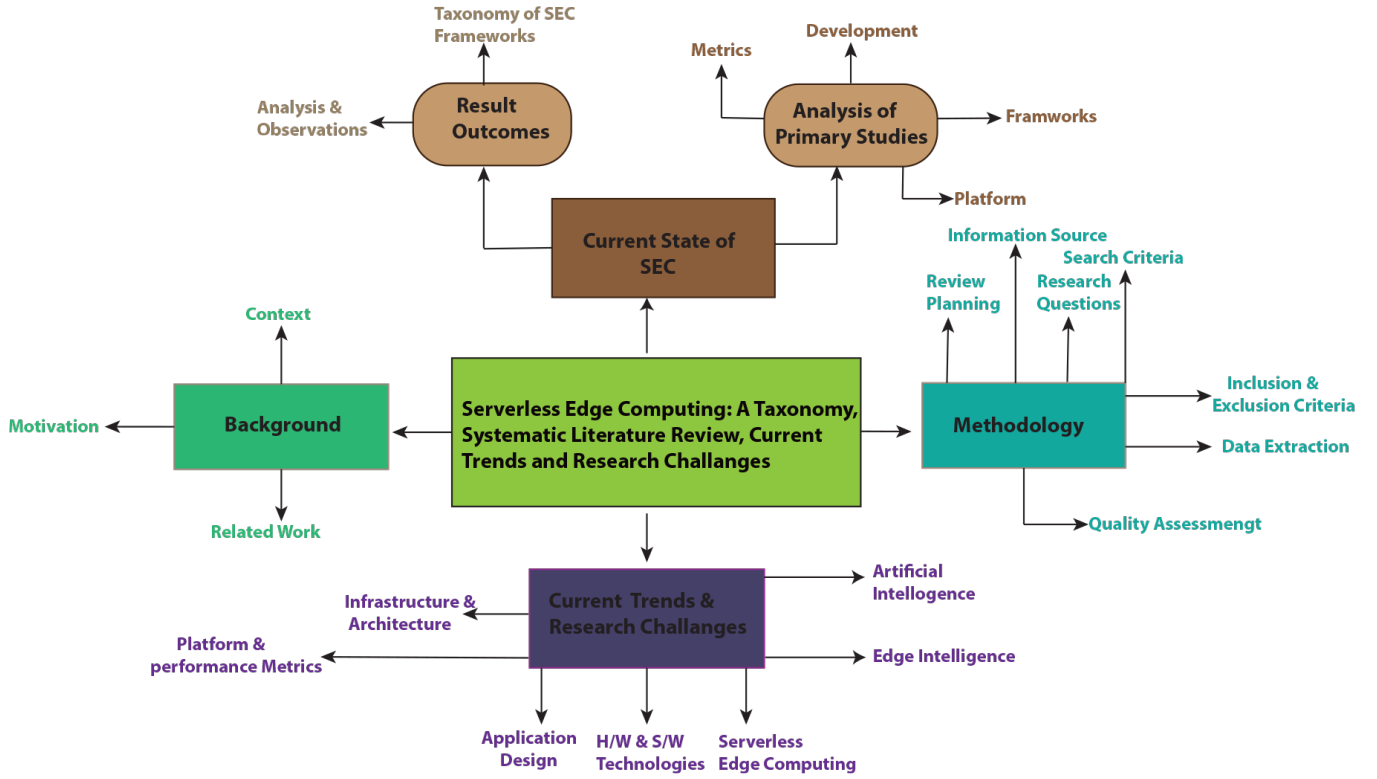 Taxonomy of SEC
Frameworks
Analysis &
Observations
Result
Outcomes
Metrics
Development
Analysis of
Primary Studies
Framworks
Platform
Current State of
SEC
Information Source
Search Criteria
Review
Planning
Research
Questions
Context
Motivation
Background
Related Work
Serverless Edge Computing: A Taxonomy,
Systematic Literature Review, Current
Trends and Research Challanges
Methodology
Inclusion &
Exclusion Criteria
Data Extraction
Quality Assessmengt
Current Trends &
Research Challanges
Infrastructure &
Architecture
Platform &
performance Metrics
Artificial
Intellogence
Edge Intelligence
Application
Design
H/W & S/W
Technologies
Serverless
Edge Computing